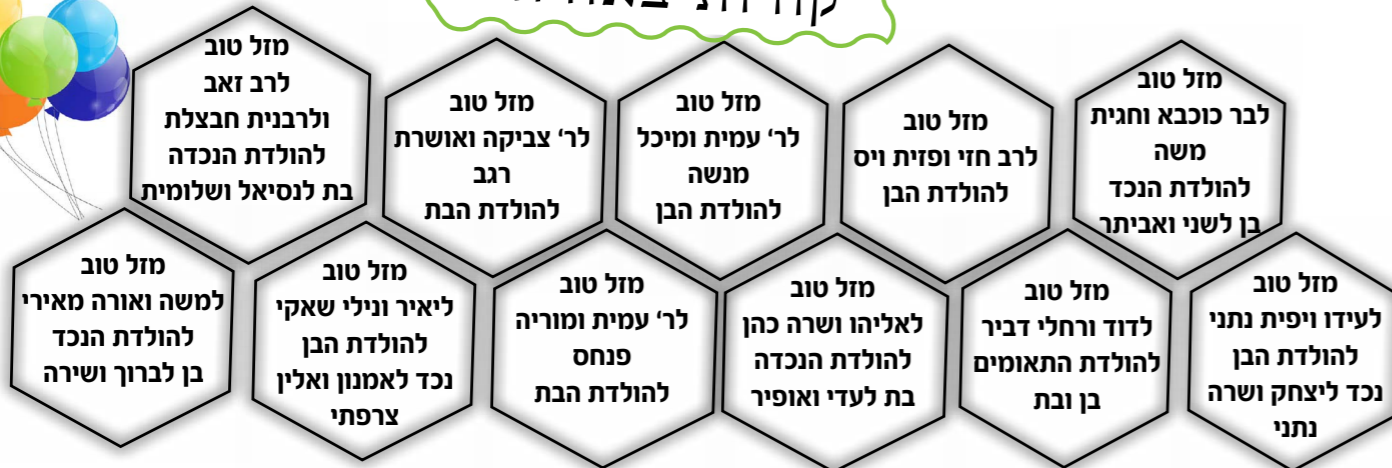 מזל טוב
לבר כוכבא וחגית
משה
להולדת הנכד
בן לשני ואביתר
מזל טוב
לרב חזי ופזית ויס
להולדת הבן
מזל טוב
לר' עמית ומיכל
מנשה
להולדת הבן
מזל טוב
לר' צביקה ואושרת
רגב
להולדת הבת
מזל טוב
לרב זאב
ולרבנית חבצלת
להולדת הנכדה
בת לנסיאל ושלומית
מזל טוב
לעידו ויפית נתני
להולדת הבן
נכד ליצחק ושרה
נתני
מזל טוב
לדוד ורחלי דביר
להולדת התאומים
בן ובת
מזל טוב
לאליהו ושרה כהן
להולדת הנכדה
בת לעדי ואופיר
מזל טוב
לר' עמית ומוריה
פנחס
להולדת הבת
מזל טוב
ליאיר ונילי שאקי
להולדת הבן
נכד לאמנון ואלין
צרפתי
מזל טוב
למשה ואורה מאירי
להולדת הנכד
בן לברוך ושירה